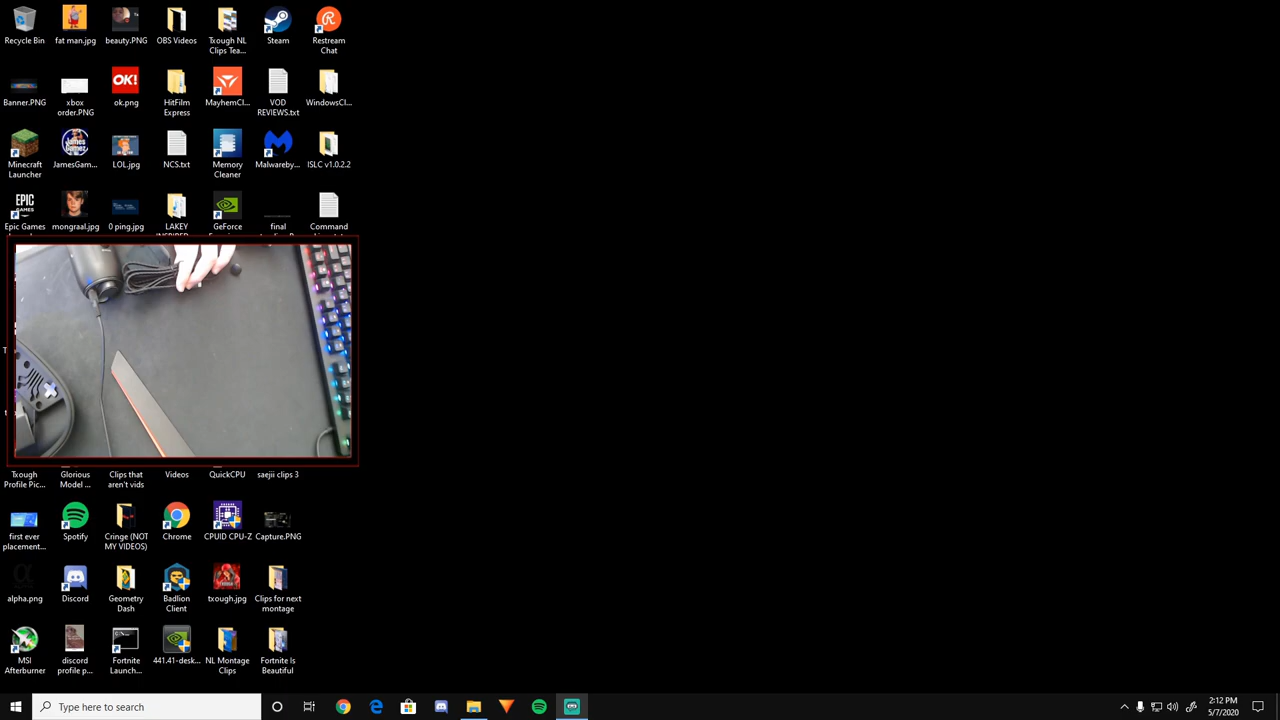 Recycle Bin
fat man.jpg
beauty.PNG
OBS Videos
Txough NL
Clips Tea...
Steam
Restream
Chat
Banner.PNG
xbox
order.PNG
OK!
ok.png
HitFilm
Express
MayhemCl...
VOD
REVIEWS.txt
WindowsCl...
Minecraft
Launcher
JamesGam...
LOL.jpg
NCS.txt
Memory
Cleaner
Malwareby...
ISLC v1.0.2.2
EPIC
GAMES
Epic Games
mongraal.jpg
0 ping.jpg
LAKEY
GeForce
final
Command
Txough
Profile Pic...
Glorious
Model ...
Clips that
aren't vids
Videos
QuickCPU
saejii clips 3
first ever
placement...
Spotify
Cringe (NOT
MY VIDEOS)
Chrome
CPUID CPU-Z
Capture.PNG
alpha.png
Discord
Geometry
Dash
Badlion
Client
txough.jpg
Clips for next
montage
MSI
Afterburner
discord
profile p...
Fortnite
Launch...
441.41-desk...
NL Montage
Clips
Fortnite Is
Beautiful
Type here to search
2:12 PM
5/7/2020